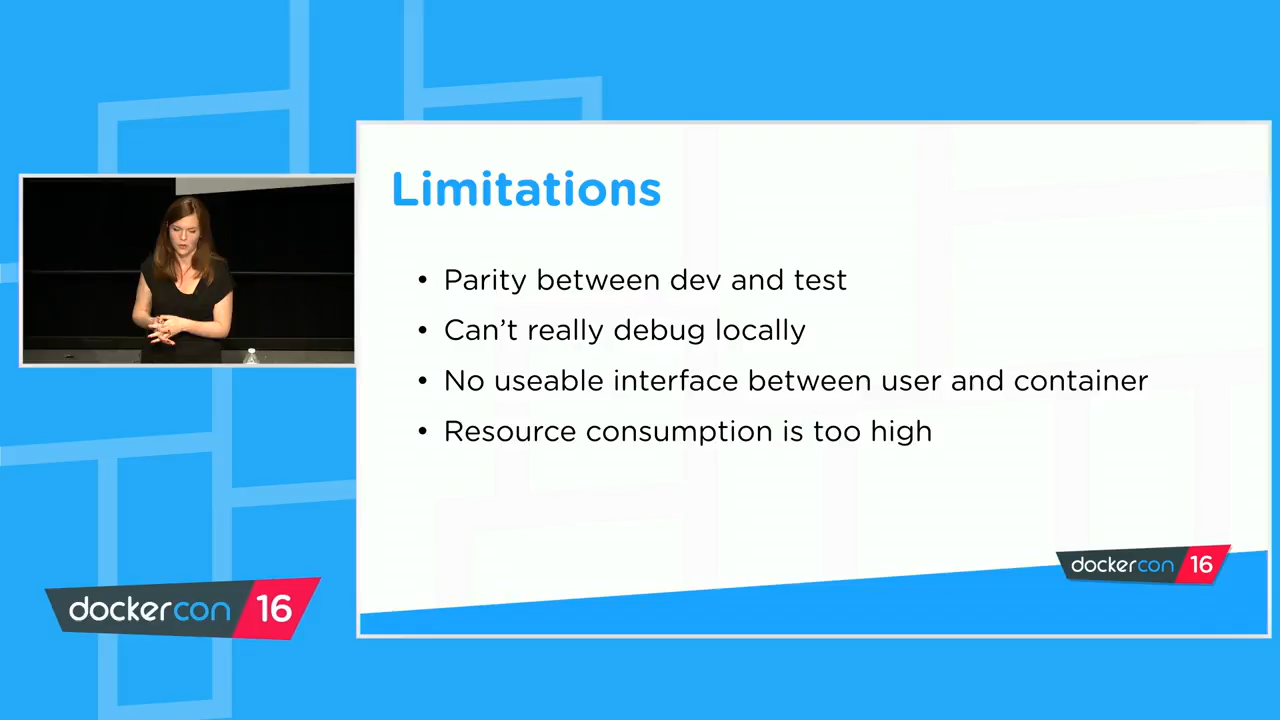 Limitations
• Parity between dev and test
• Can't really debug locally
• No useable interface between user and container
• Resource consumption is too high
dockercon 16
dockercon 16